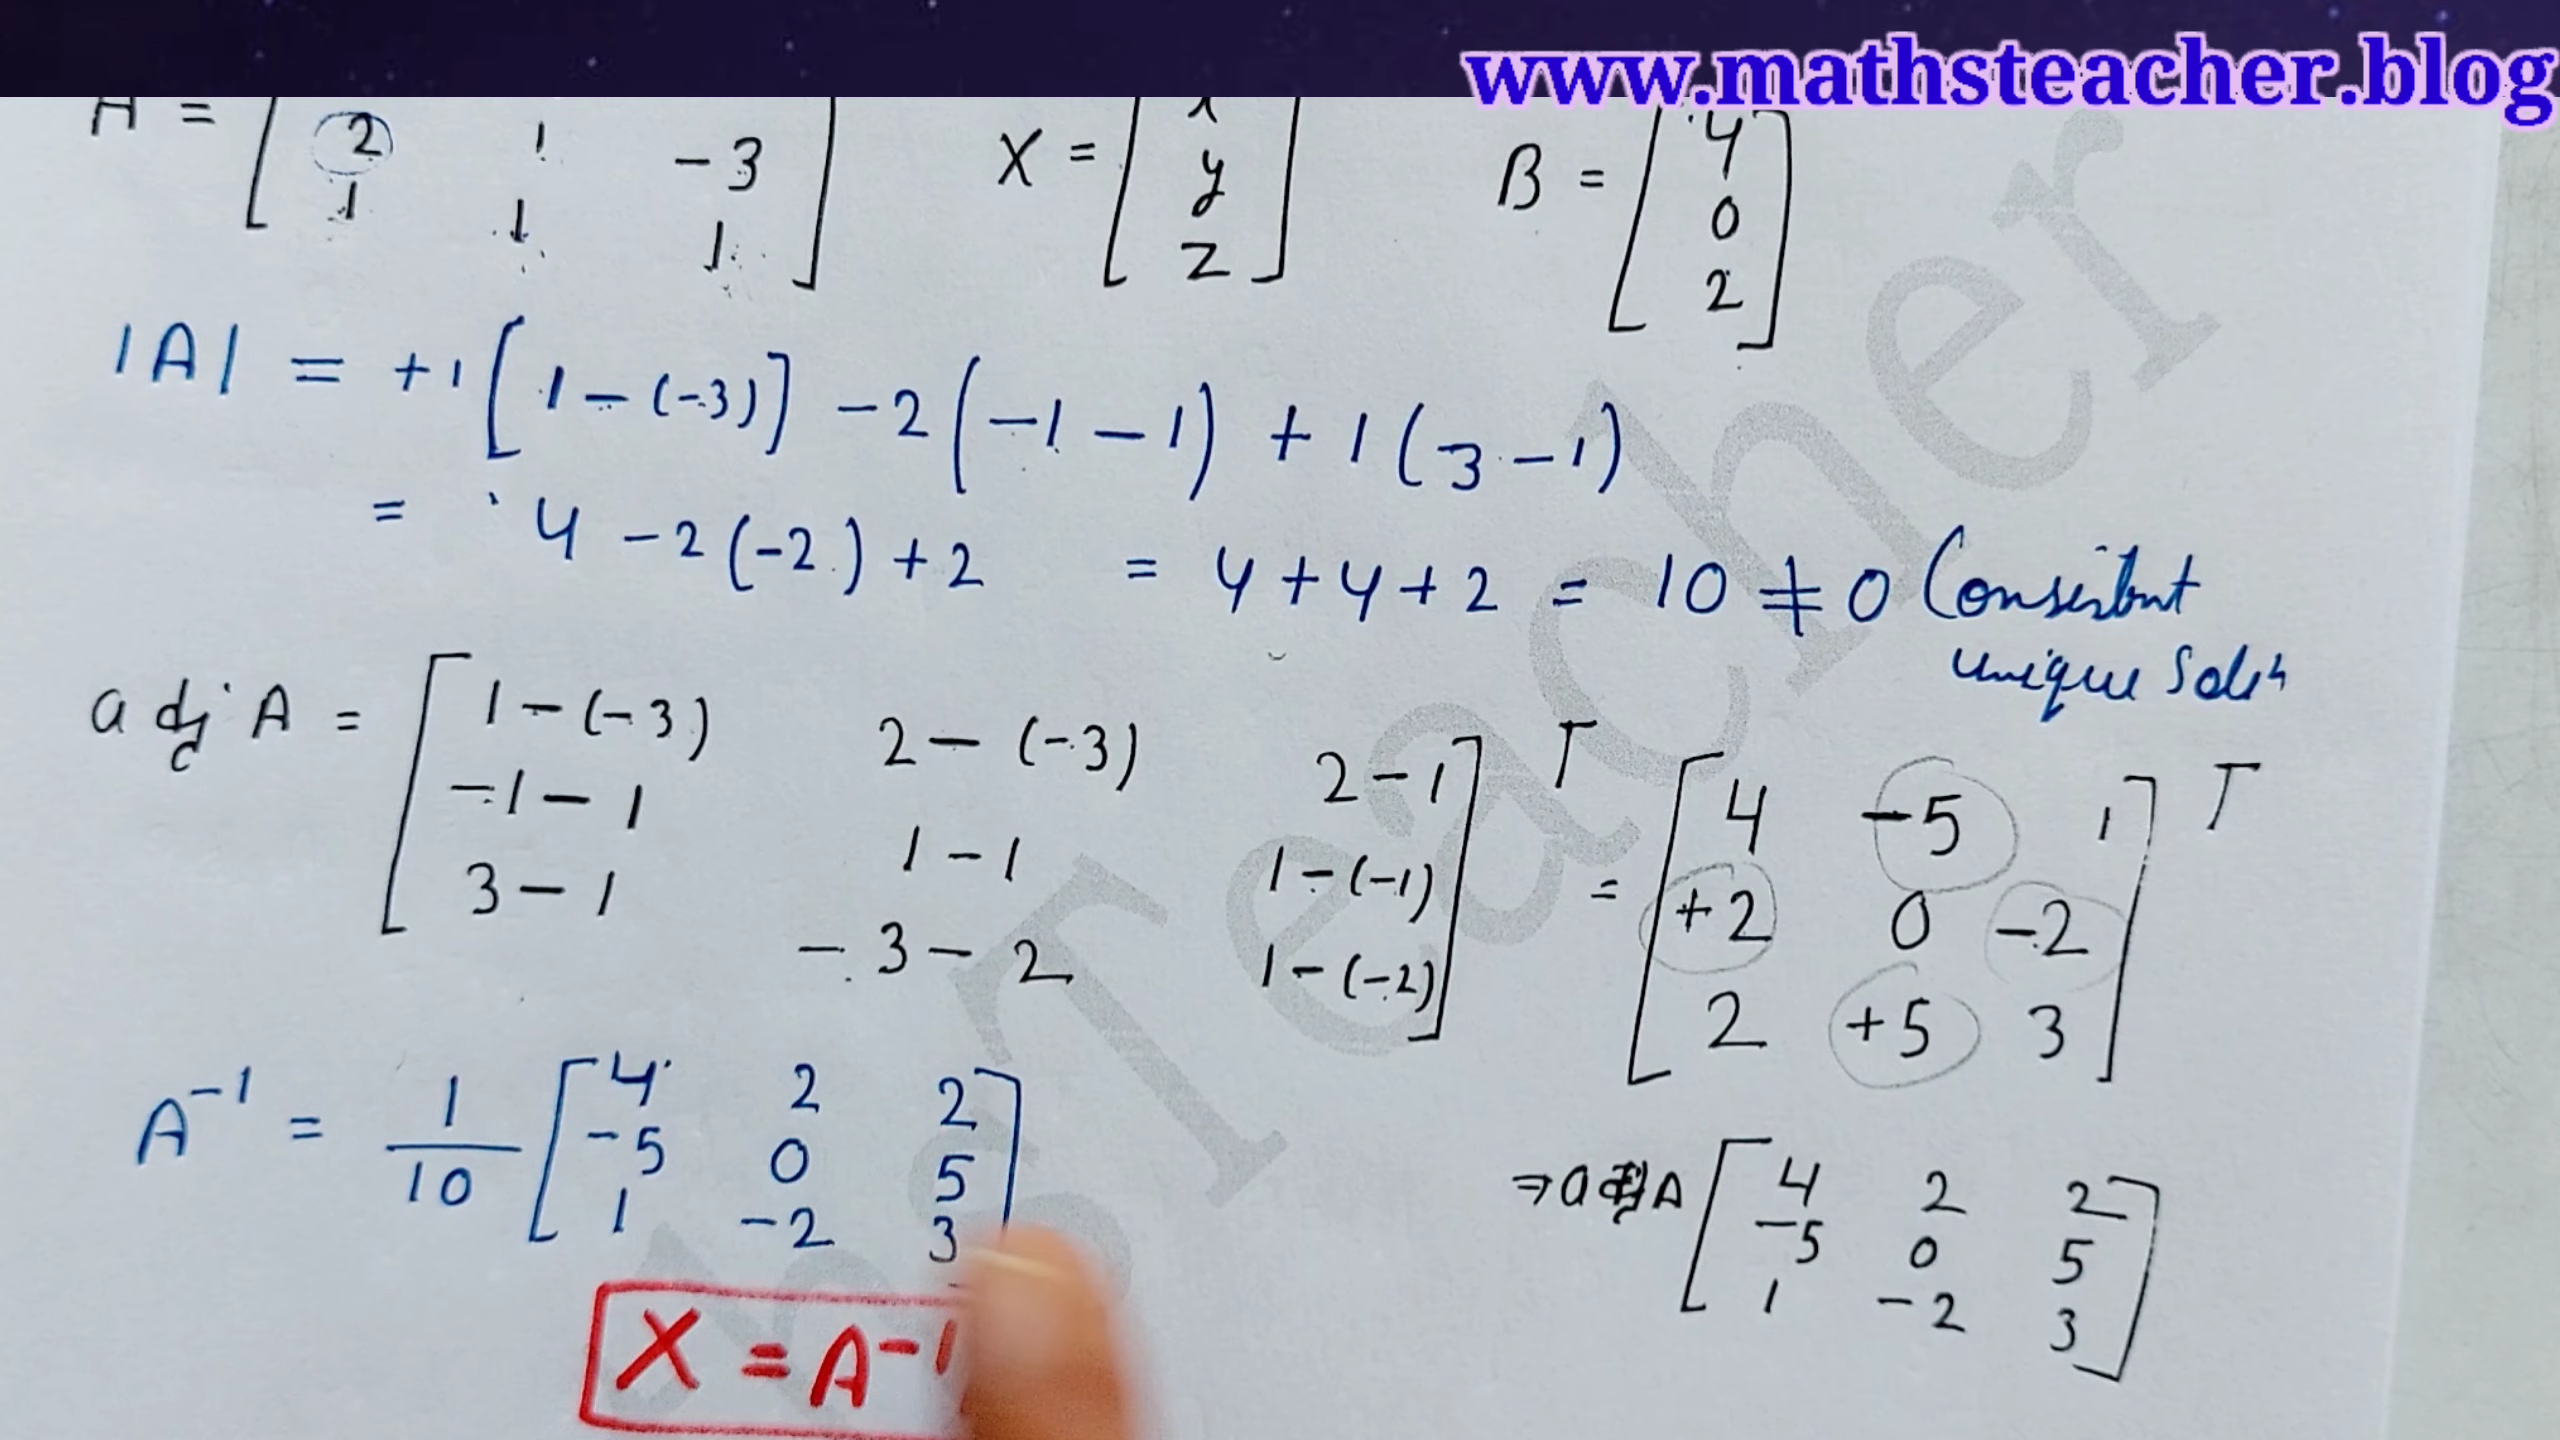 www.mathsteacher.blog
A = [ 2 1 -3 X = [ x B = [ 4
1 1 1 ] y 0
z ] 2 ]
|A| = +1 [ 1 - (-3) ] - 2 ( -1 - 1 ) + 1 ( 3 - 1 )
= 4 - 2 (-2) + 2 = 4 + 4 + 2 = 10 ≠ 0 Consistent
unique Soln
adj A = [ 1 - (-3) 2 - (-3) 2 - 1 ] T = [ 4 -5 1 ] T
-1 - 1 1 - 1 1 - (-1) +2 0 -2
3 - 1 -3 - 2 1 - (-2) 2 +5 3
A⁻¹ = 1/10 [ 4 2 2 ] ⇒ adj A [ 4 2 2 ]
-5 0 5 -5 0 5
1 -2 3 1 -2 3
X = A⁻¹
Teacher